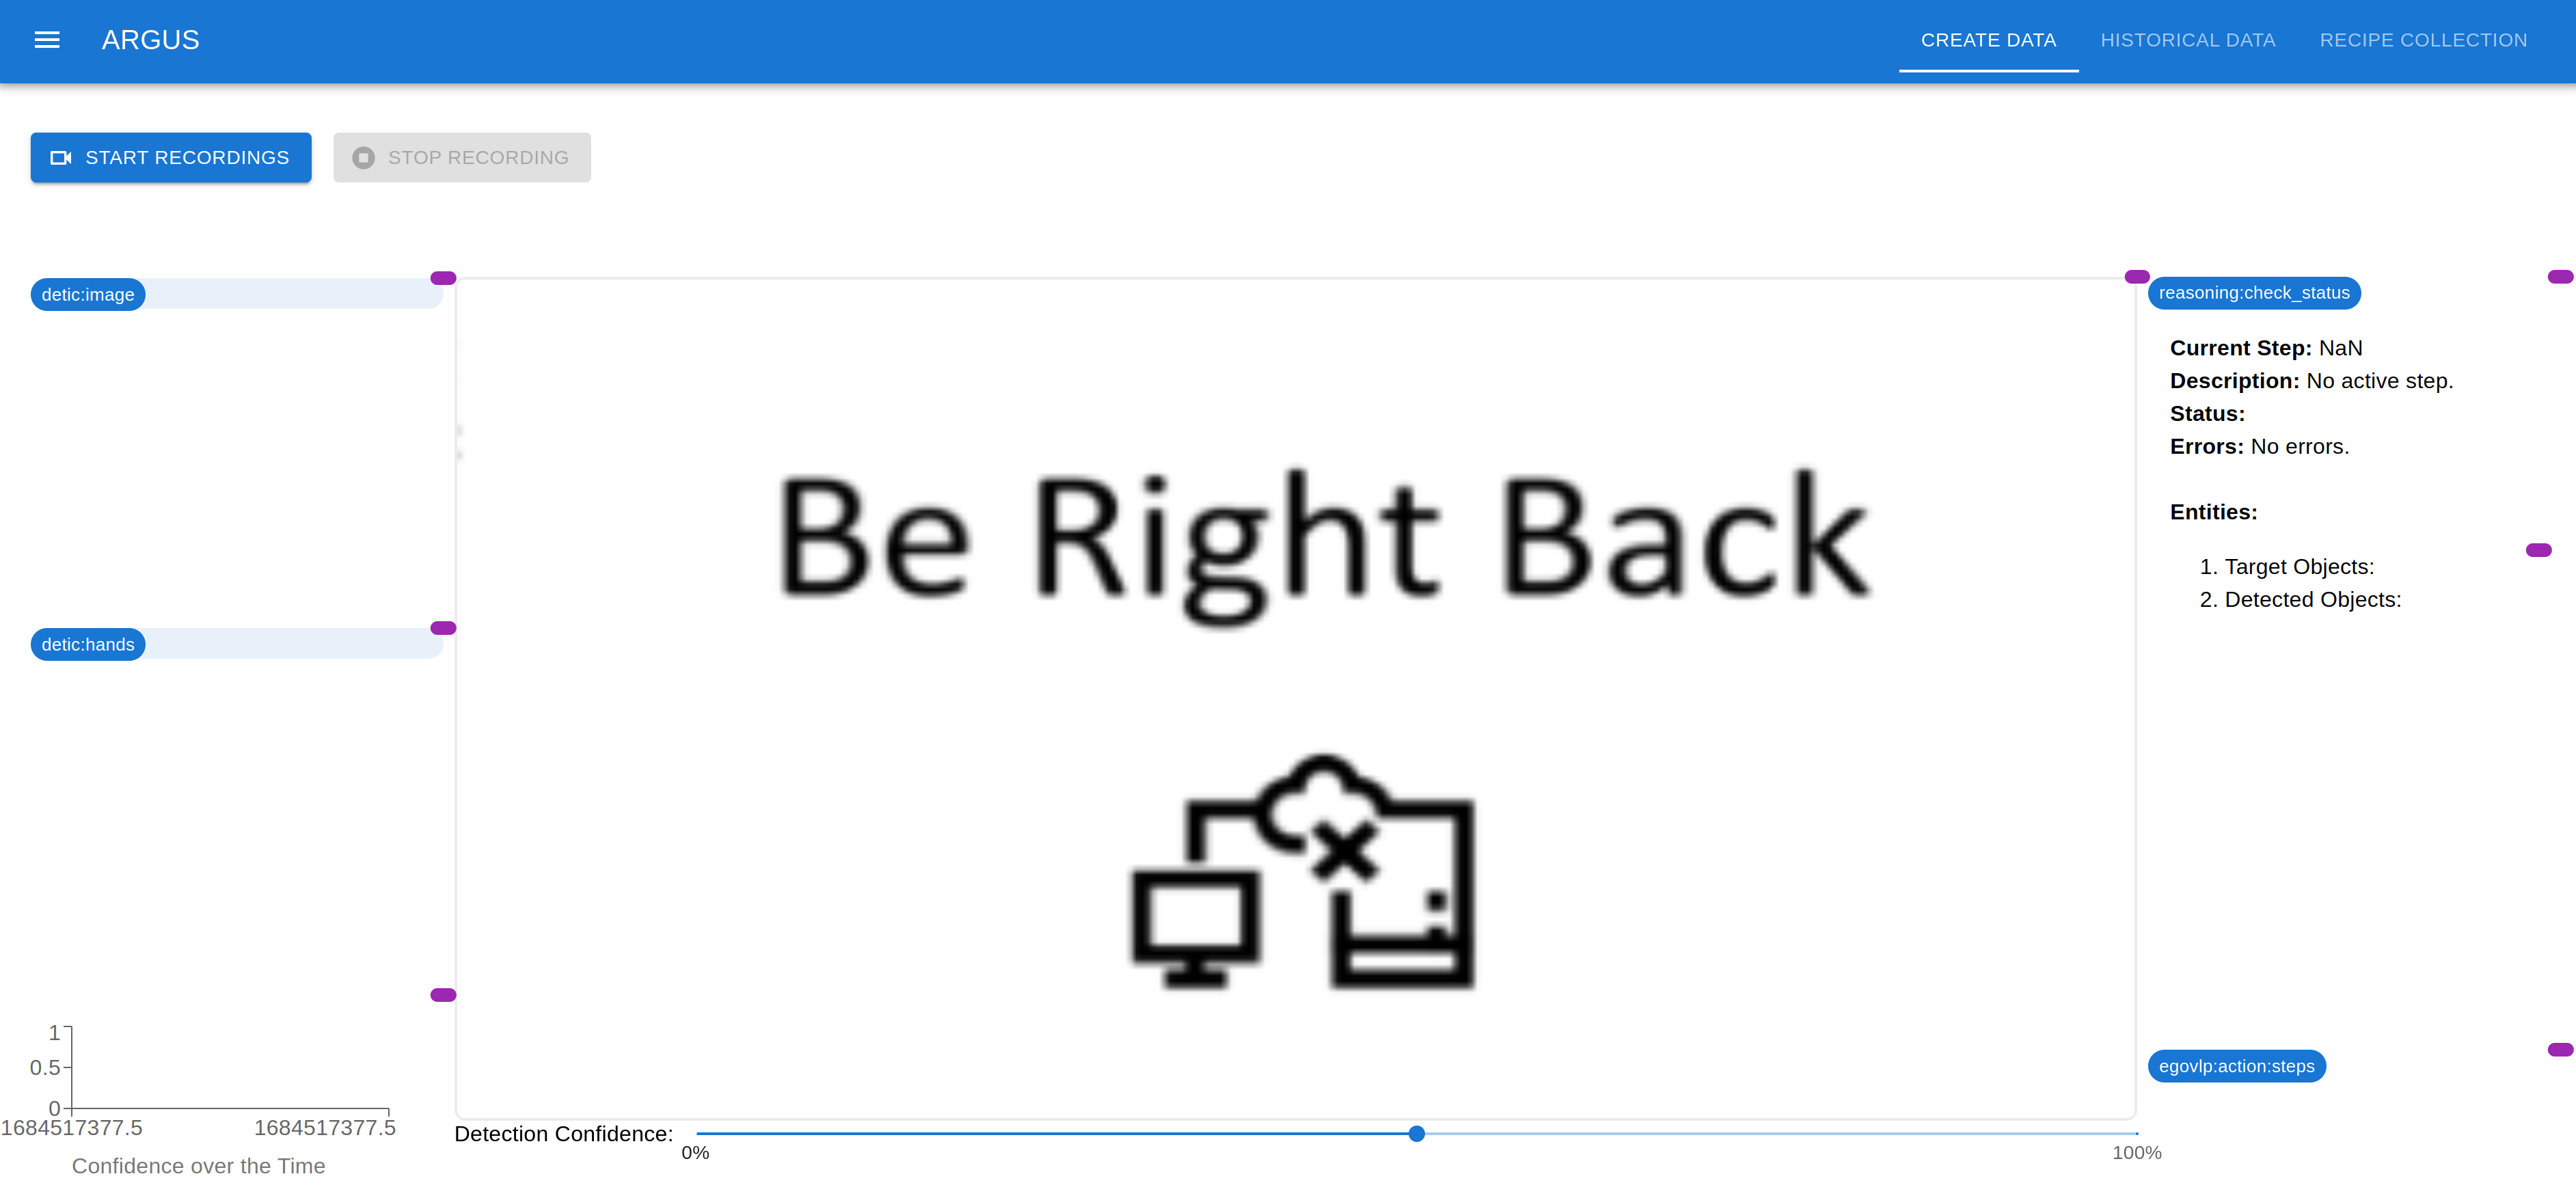 ARGUS
CREATE DATA
HISTORICAL DATA
RECIPE COLLECTION
START RECORDINGS
STOP RECORDING
detic:image
detic:hands
1
0.5
0
1684517377.5
1684517377.5
Confidence over the Time
Be Right Back
Detection Confidence:
0%
100%
reasoning:check_status
Current Step: NaN
Description: No active step.
Status:
Errors: No errors.
Entities:
1. Target Objects:
2. Detected Objects:
egovlp:action:steps